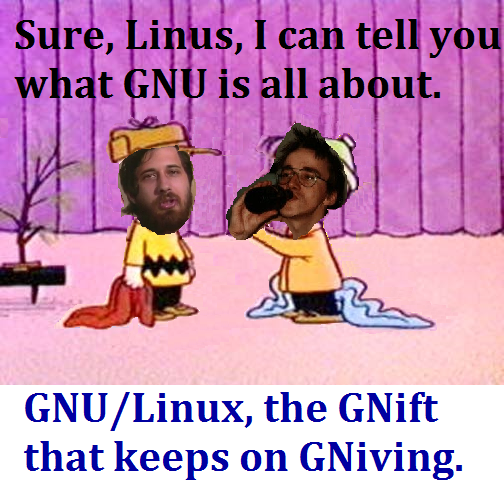 Sure, Linus, I can tell you
what GNU is all about.
GNU/Linux, the GNift
that keeps on GNiving.